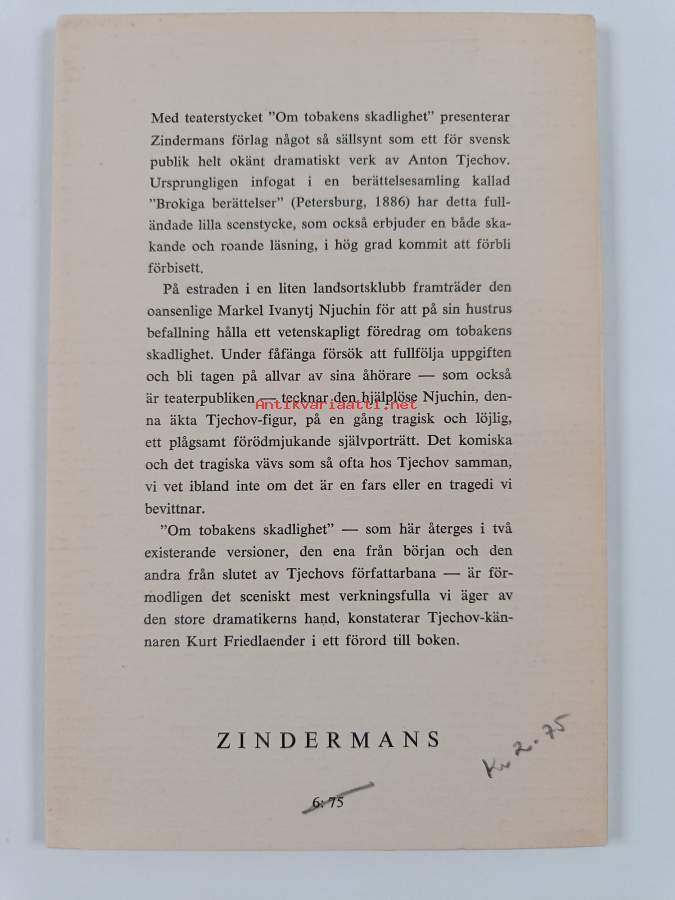 Med teaterstycket ”Om tobakens skadlighet” presenterar
Zindermans förlag något så sällsynt som ett för svensk
publik helt okänt dramatiskt verk av Anton Tjechov.
Ursprungligen infogat i en berättelsesamling kallad
”Brokiga berättelser” (Petersburg, 1886) har detta full-
ändade lilla scenstycke, som också erbjuder en både ska-
kande och roande läsning, i hög grad kommit att förbli
förbisett.
På estraden i en liten landsortsklubb framträder den
oansenlige Markel Ivanytj Njuchin för att på sin hustrus
befallning hålla ett vetenskapligt föredrag om tobakens
skadlighet. Under fåfänga försök att fullfölja uppgiften
och bli tagen på allvar av sina åhörare — som också
är teaterpubliken — tecknar den hjälplöse Njuchin, den-
Antikvariaatti.net
na äkta Tjechov-figur, på en gång tragisk och löjlig,
ett plågsamt förödmjukande självporträtt. Det komiska
och det tragiska vävs som så ofta hos Tjechov samman,
vi vet ibland inte om det är en fars eller en tragedi vi
bevittnar.
”Om tobakens skadlighet” — som här återges i två
existerande versioner, den ena från början och den
andra från slutet av Tjechovs författarbana — är för-
modligen det sceniskt mest verkningsfulla vi äger av
den store dramatikerns hand, konstaterar Tjechov-kän-
naren Kurt Friedlaender i ett förord till boken.
ZINDERMANS
Kr 2-75
6:75